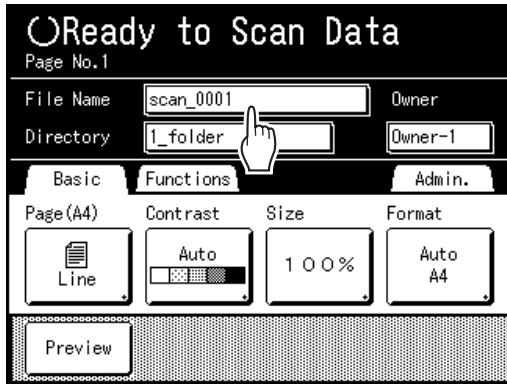 Ready to Scan Data
Page No.1
File Name scan_0001 Owner
Directory 1_folder Owner-1
Basic Functions Admin.
Page(A4) Contrast Size Format
Line Auto 100% Auto
A4
Preview